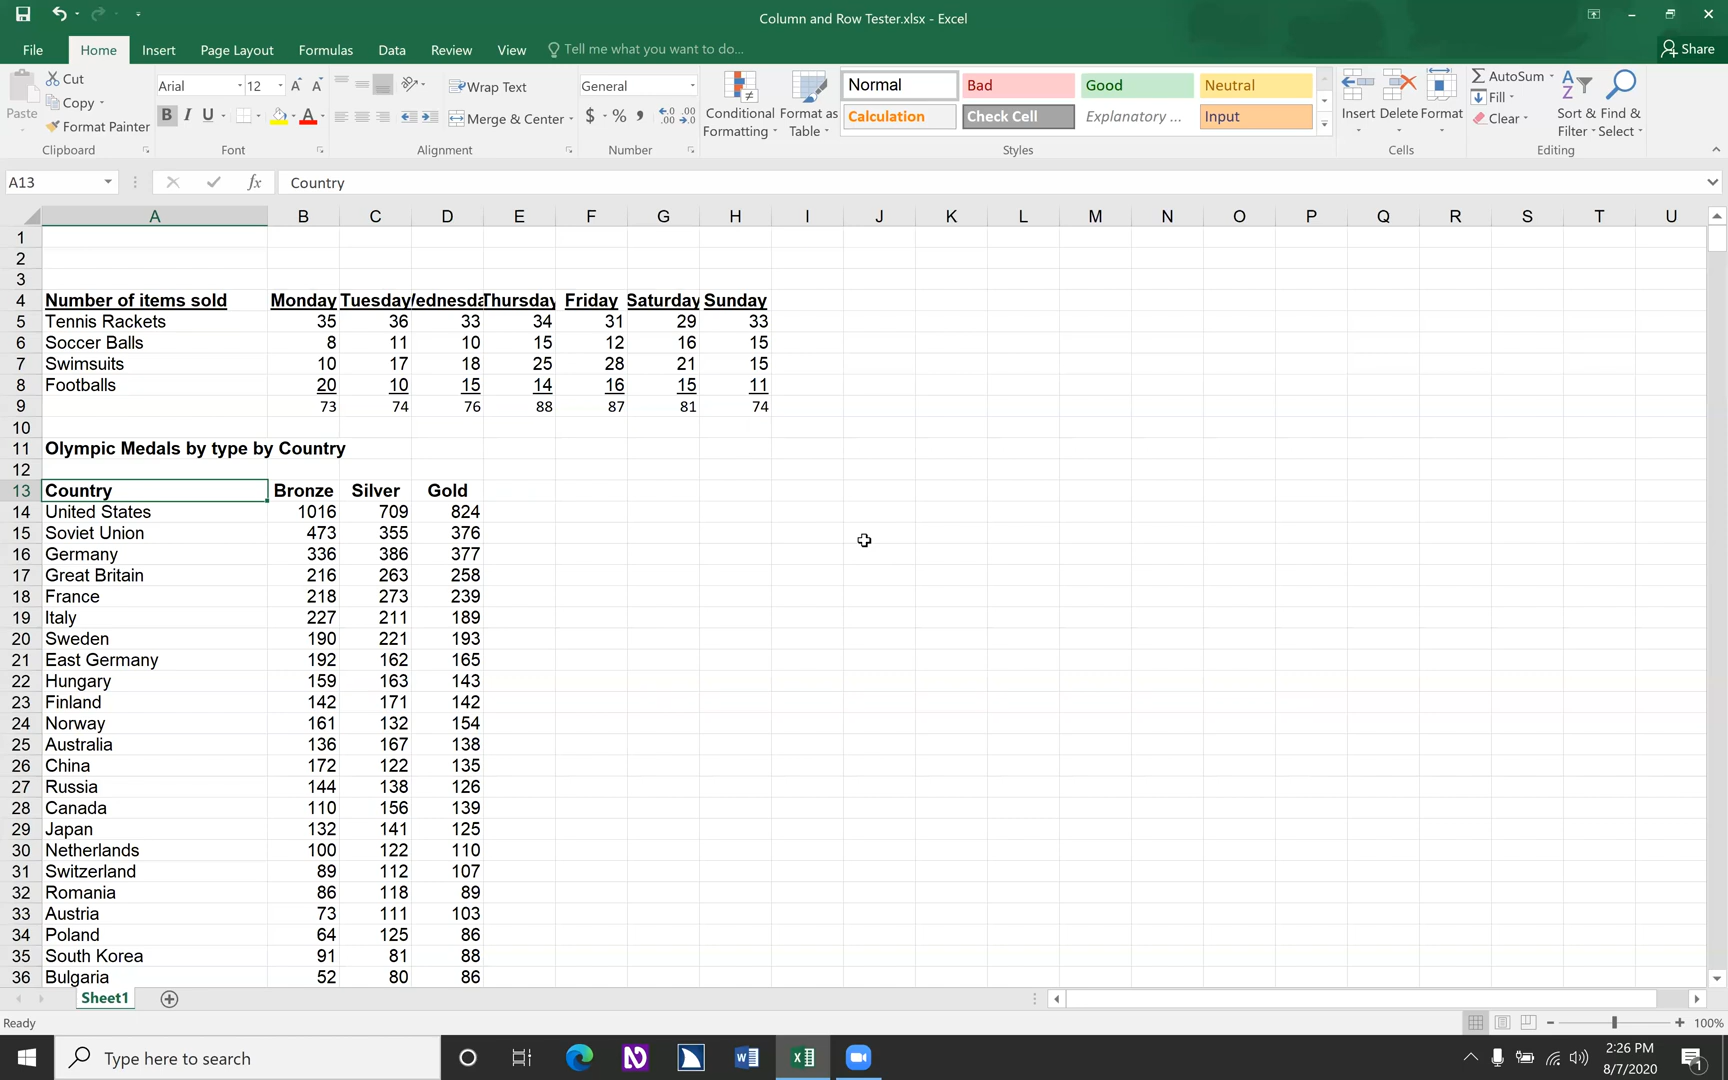 Column and Row Tester.xlsx - Excel
File Home Insert Page Layout Formulas Data Review View Tell me what you want to do... Share
Cut
Copy
Format Painter
Paste
Clipboard
Arial 12
B I U
Font
Wrap Text
Merge & Center
Alignment
General
$ % ,
Number
Conditional Formatting
Format as Table
Normal Bad Good Neutral
Calculation Check Cell Explanatory ... Input
Styles
Insert Delete Format
Cells
AutoSum
Fill
Clear
Sort & Filter
Find & Select
Editing
A13 fx Country
A B C D E F G H I J K L M N O P Q R S T U
1
2
3
4 Number of items sold Monday Tuesday ednesda Thursday Friday Saturday Sunday
5 Tennis Rackets 35 36 33 34 31 29 33
6 Soccer Balls 8 11 10 15 12 16 15
7 Swimsuits 10 17 18 25 28 21 15
8 Footballs 20 10 15 14 16 15 11
9 73 74 76 88 87 81 74
10
11 Olympic Medals by type by Country
12
13 Country Bronze Silver Gold
14 United States 1016 709 824
15 Soviet Union 473 355 376
16 Germany 336 386 377
17 Great Britain 216 263 258
18 France 218 273 239
19 Italy 227 211 189
20 Sweden 190 221 193
21 East Germany 192 162 165
22 Hungary 159 163 143
23 Finland 142 171 142
24 Norway 161 132 154
25 Australia 136 167 138
26 China 172 122 135
27 Russia 144 138 126
28 Canada 110 156 139
29 Japan 132 141 125
30 Netherlands 100 122 110
31 Switzerland 89 112 107
32 Romania 86 118 89
33 Austria 73 111 103
34 Poland 64 125 86
35 South Korea 91 81 88
36 Bulgaria 52 80 86
Sheet1
Ready 100%
Type here to search
2:26 PM
8/7/2020
1